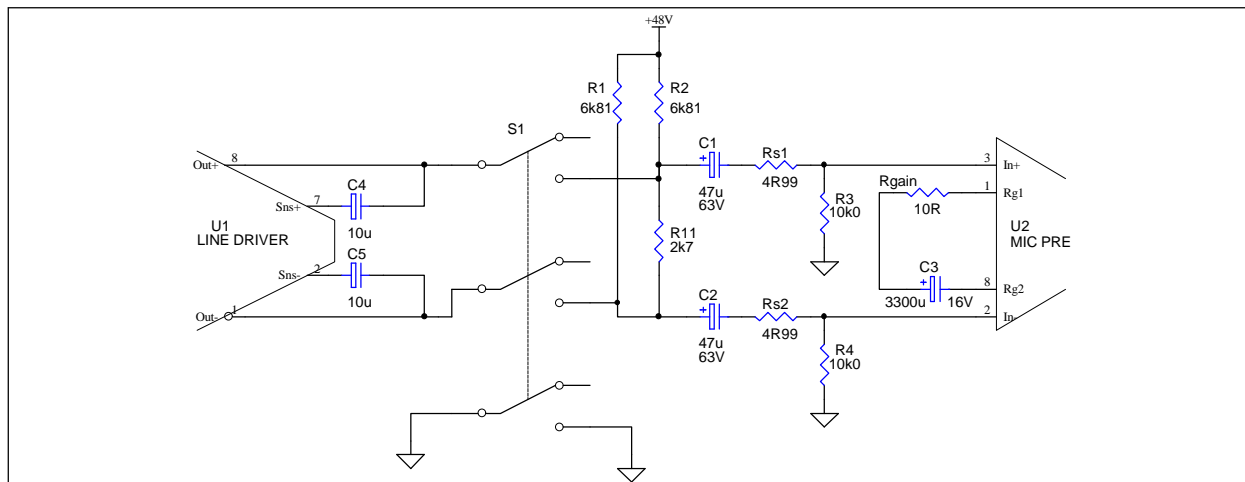 +48V
R1
6k81
R2
6k81
S1
Out+
8
C4
Sns+
7
10u
U1
LINE DRIVER
C5
Sns-
2
10u
Out-
1
C1
+
47u
63V
Rs1
4R99
R3
10k0
R11
2k7
C2
+
47u
63V
Rs2
4R99
R4
10k0
Rgain
10R
C3
+
3300u
16V
3
In+
1
Rg1
U2
MIC PRE
8
Rg2
2
In-